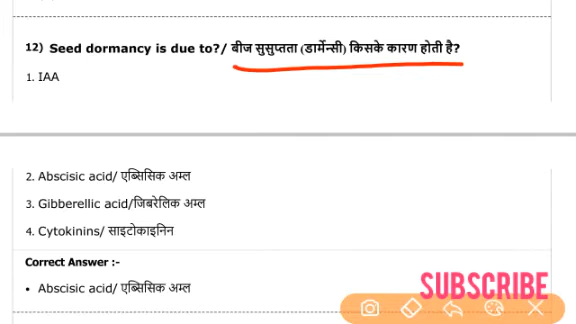 12) Seed dormancy is due to?/ बीज सुसुप्तता (डार्मेन्सी) किसके कारण होती है?
1. IAA
2. Abscisic acid/ एब्सिसिक अम्ल
3. Gibberellic acid/जिबरेलिक अम्ल
4. Cytokinins/ साइटोकाइनिन
Correct Answer :-
• Abscisic acid/ एब्सिसिक अम्ल
SUBSCRIBE